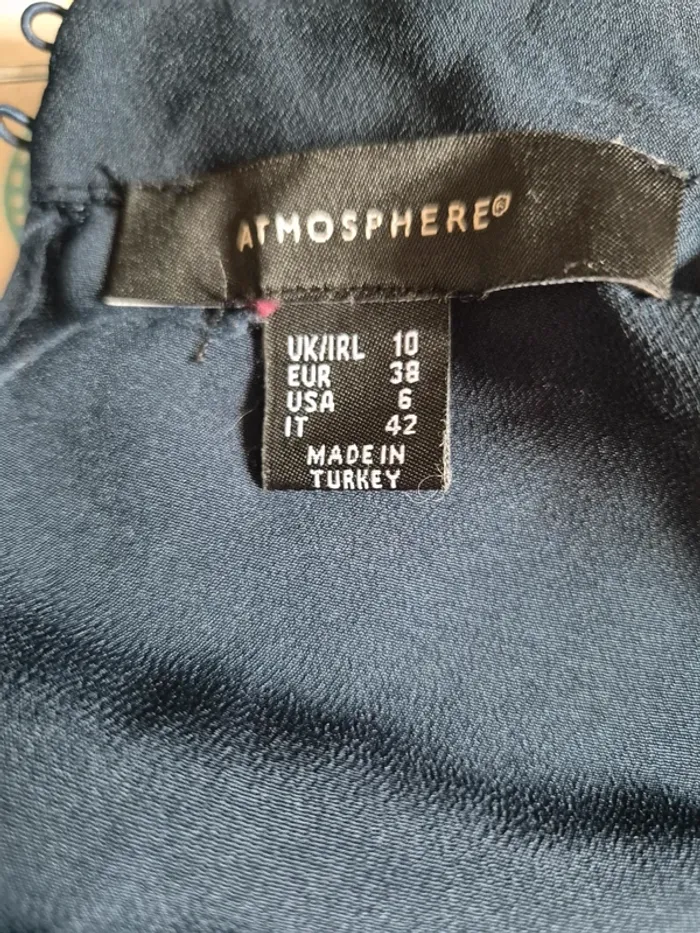 ATMOSPHERE®
UK/IRL 10
EUR 38
USA 6
IT 42
MADE IN
TURKEY